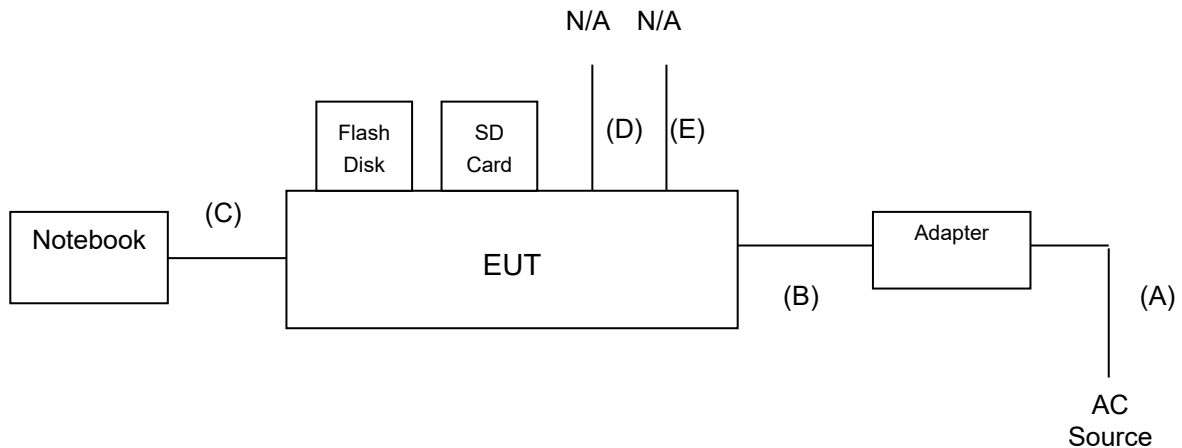 N/A N/A
Flash
Disk
SD
Card
(D) (E)
(C)
Notebook
EUT
Adapter
(B)
(A)
AC
Source